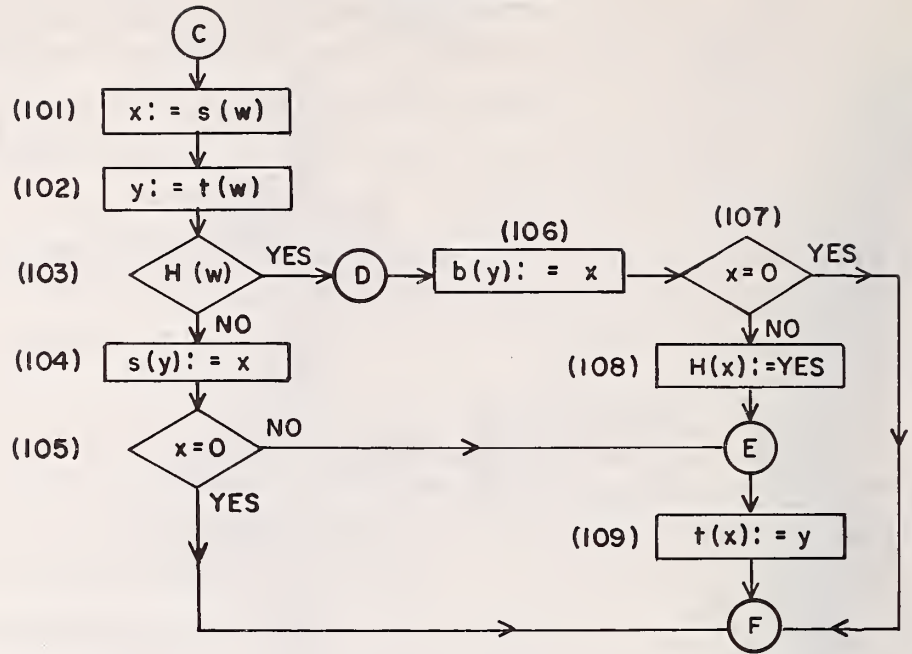 C
(101) x: = s (w)
(102) y: = t (w)
(103) H (w) YES D
(106) b(y): = x
(107) x = 0 YES
NO
(104) s(y): = x
NO
(108) H(x): =YES
(105) x = 0 NO
E
YES
(109) t(x): = y
F